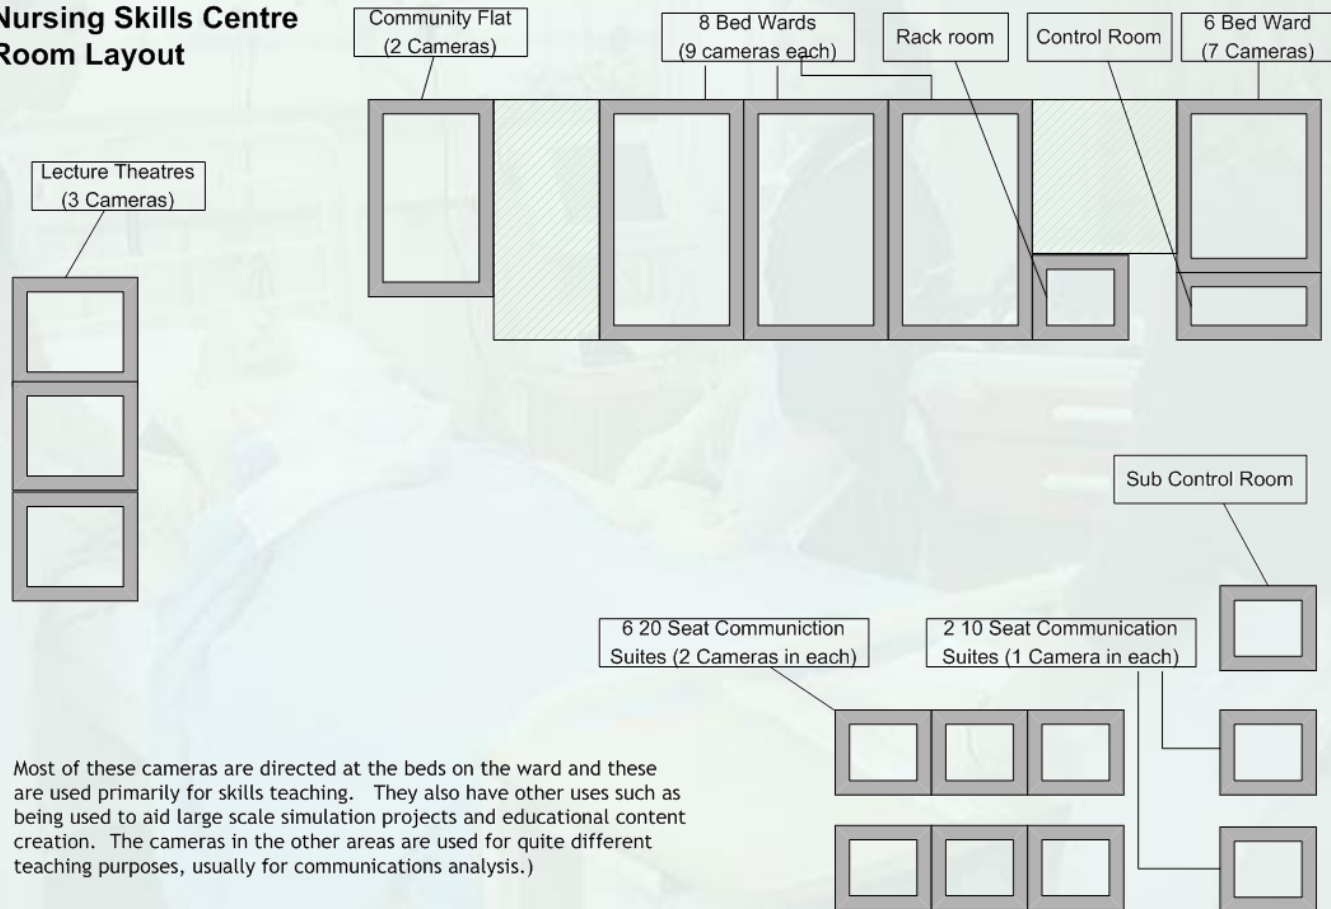 Nursing Skills Centre
Room Layout
Community Flat
(2 Cameras)
8 Bed Wards
(9 cameras each)
Rack room
Control Room
6 Bed Ward
(7 Cameras)
Lecture Theatres
(3 Cameras)
Sub Control Room
6 20 Seat Communiction
Suites (2 Cameras in each)
2 10 Seat Communication
Suites (1 Camera in each)
Most of these cameras are directed at the beds on the ward and these
are used primarily for skills teaching. They also have other uses such as
being used to aid large scale simulation projects and educational content
creation. The cameras in the other areas are used for quite different
teaching purposes, usually for communications analysis.)